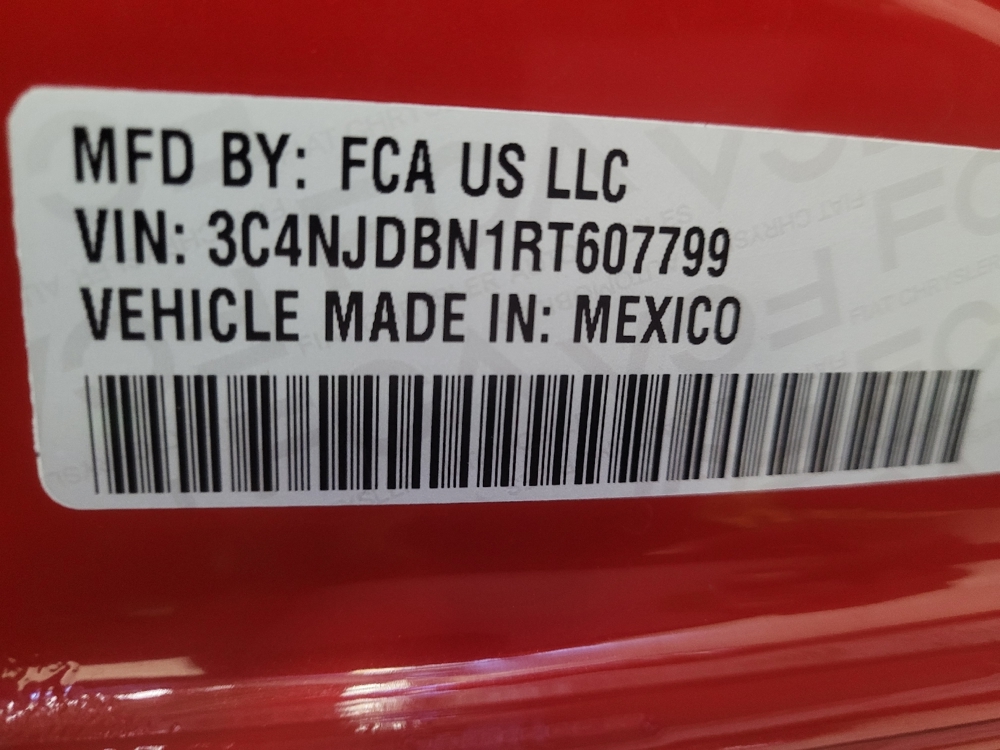 MFD BY: FCA US LLC
VIN: 3C4NJDBN1RT607799
VEHICLE MADE IN: MEXICO